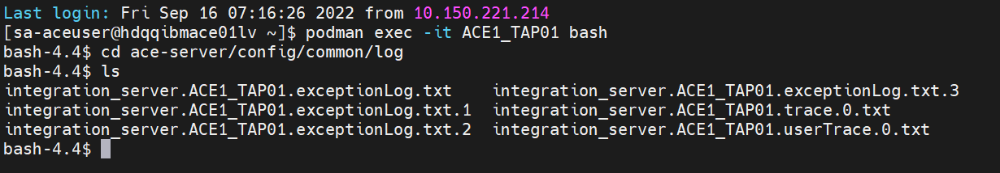 Last login: Fri Sep 16 07:16:26 2022 from 10.150.221.214
[sa-aceuser@hdqqibmace01lv ~]$ podman exec -it ACE1_TAP01 bash
bash-4.4$ cd ace-server/config/common/log
bash-4.4$ ls
integration_server.ACE1_TAP01.exceptionLog.txt    integration_server.ACE1_TAP01.exceptionLog.txt.3
integration_server.ACE1_TAP01.exceptionLog.txt.1  integration_server.ACE1_TAP01.trace.0.txt
integration_server.ACE1_TAP01.exceptionLog.txt.2  integration_server.ACE1_TAP01.userTrace.0.txt
bash-4.4$